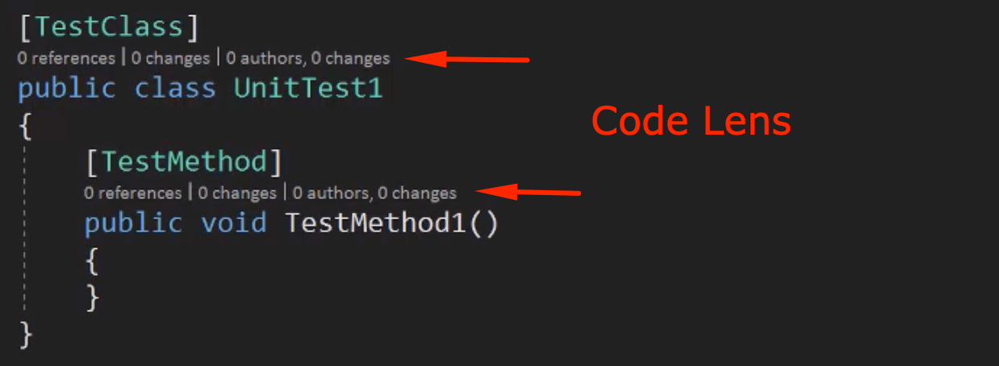 [TestClass]
0 references | 0 changes | 0 authors, 0 changes
public class UnitTest1
{
Code Lens
[TestMethod]
0 references | 0 changes | 0 authors, 0 changes
public void TestMethod1()
{
}
}